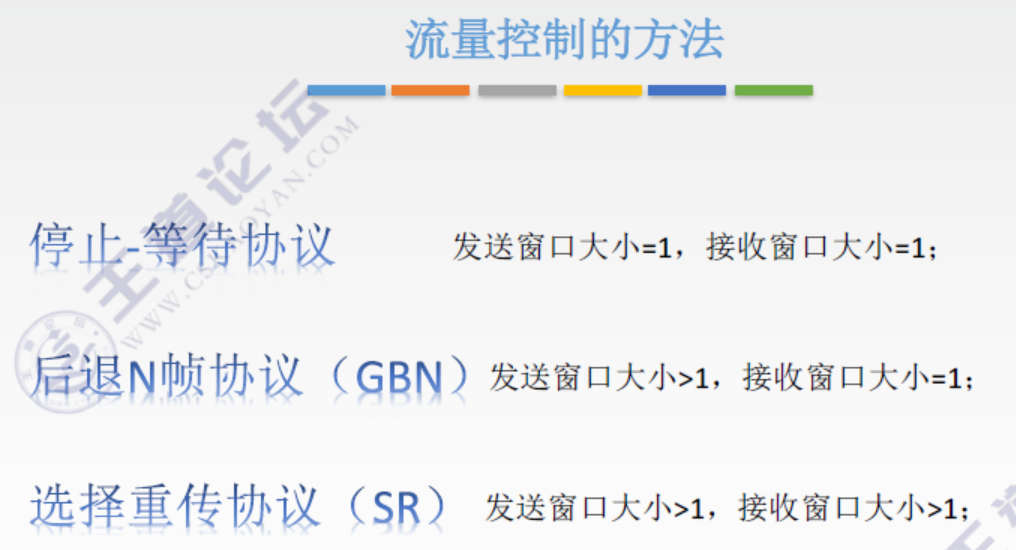 流量控制的方法
停止-等待协议 发送窗口大小=1，接收窗口大小=1;
后退N帧协议（GBN）发送窗口大小>1，接收窗口大小=1;
选择重传协议（SR） 发送窗口大小>1，接收窗口大小>1;
王道论坛
WWW.CSKAOYAN.COM